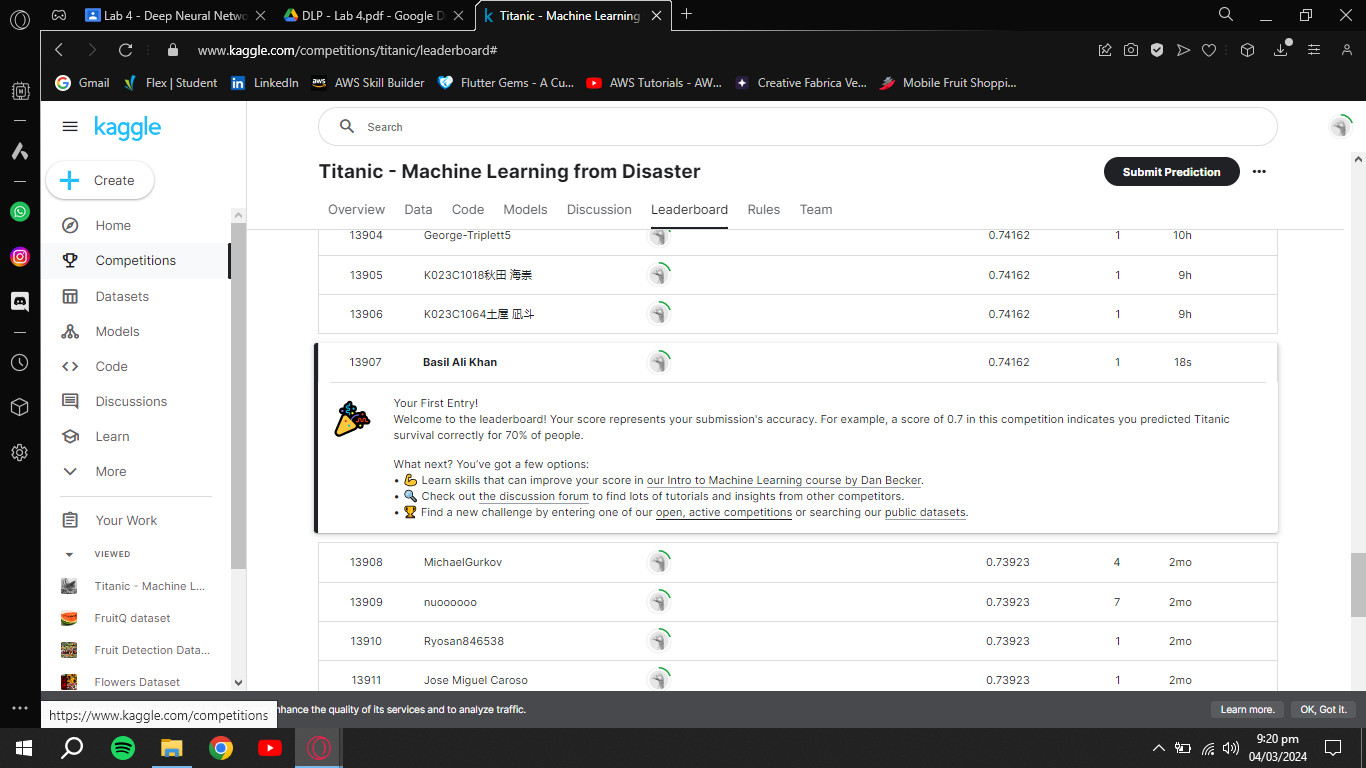 Lab 4 - Deep Neural Netwo
DLP - Lab 4.pdf - Google D
Titanic - Machine Learning
www.kaggle.com/competitions/titanic/leaderboard#
Gmail
Flex | Student
LinkedIn
AWS Skill Builder
Flutter Gems - A Cu...
AWS Tutorials - AW...
Creative Fabrica Ve...
Mobile Fruit Shoppi...
kaggle
Search
Create
Titanic - Machine Learning from Disaster
Submit Prediction
Overview Data Code Models Discussion Leaderboard Rules Team
Home
Competitions
Datasets
Models
Code
Discussions
Learn
More
Your Work
VIEWED
Titanic - Machine L...
FruitQ dataset
Fruit Detection Data...
Flowers Dataset
13904 George-Triplett5 0.74162 1 10h
13905 K023C1018秋田 海崇 0.74162 1 9h
13906 K023C1064土屋 凪斗 0.74162 1 9h
13907 Basil Ali Khan 0.74162 1 18s
Your First Entry!
Welcome to the leaderboard! Your score represents your submission's accuracy. For example, a score of 0.7 in this competition indicates you predicted Titanic
survival correctly for 70% of people.
What next? You've got a few options:
• 💪 Learn skills that can improve your score in our Intro to Machine Learning course by Dan Becker.
• 🔍 Check out the discussion forum to find lots of tutorials and insights from other competitors.
• 🏆 Find a new challenge by entering one of our open, active competitions or searching our public datasets.
13908 MichaelGurkov 0.73923 4 2mo
13909 nuoooooo 0.73923 7 2mo
13910 Ryosan846538 0.73923 1 2mo
13911 Jose Miguel Caroso 0.73923 1 2mo
nhance the quality of its services and to analyze traffic.
Learn more.
OK, Got it.
https://www.kaggle.com/competitions
9:20 pm
04/03/2024